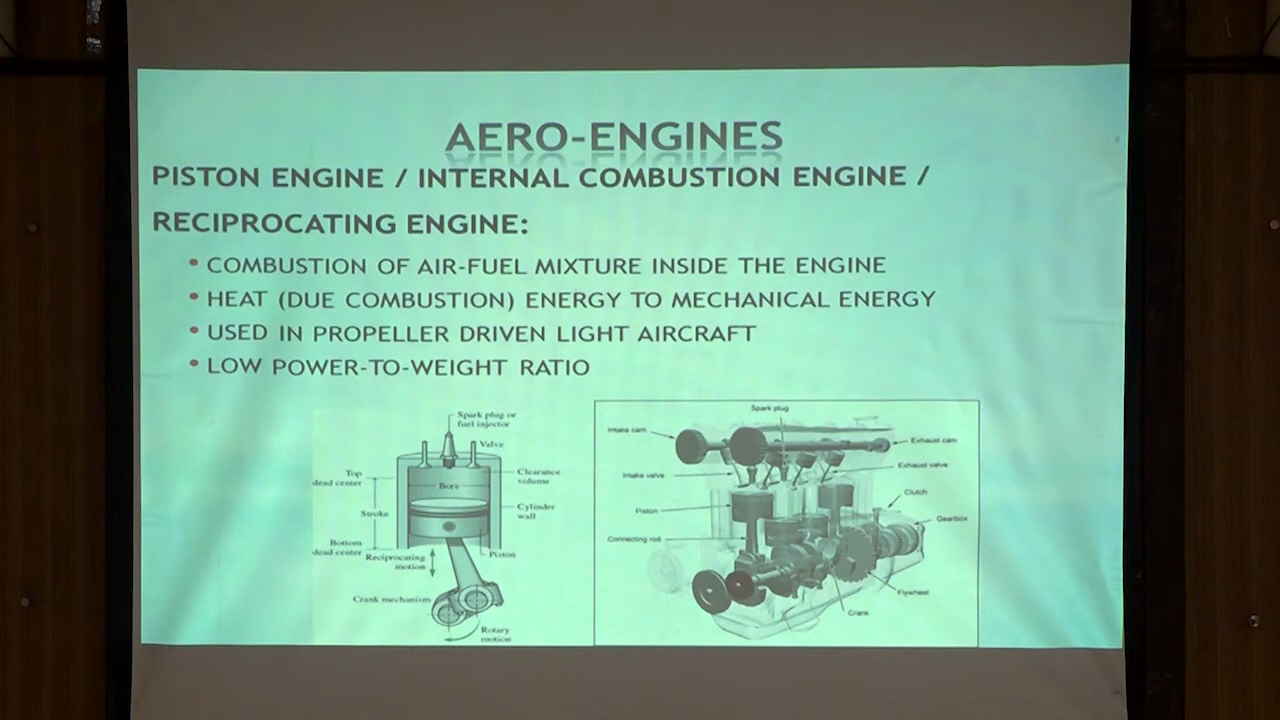 AERO-ENGINES
PISTON ENGINE / INTERNAL COMBUSTION ENGINE /
RECIPROCATING ENGINE:
• COMBUSTION OF AIR-FUEL MIXTURE INSIDE THE ENGINE
• HEAT (DUE COMBUSTION) ENERGY TO MECHANICAL ENERGY
• USED IN PROPELLER DRIVEN LIGHT AIRCRAFT
• LOW POWER-TO-WEIGHT RATIO
Spark plug or
fuel injector
Valve
Top
dead center
Clearance
volume
Bore
Stroke
Cylinder
wall
Bottom
dead center
Reciprocating
motion
Piston
Crank mechanism
Rotary
motion
Spark plug
Intake cam
Exhaust cam
Intake valve
Exhaust valve
Clutch
Piston
Gearbox
Connecting rod
Flywheel
Crank